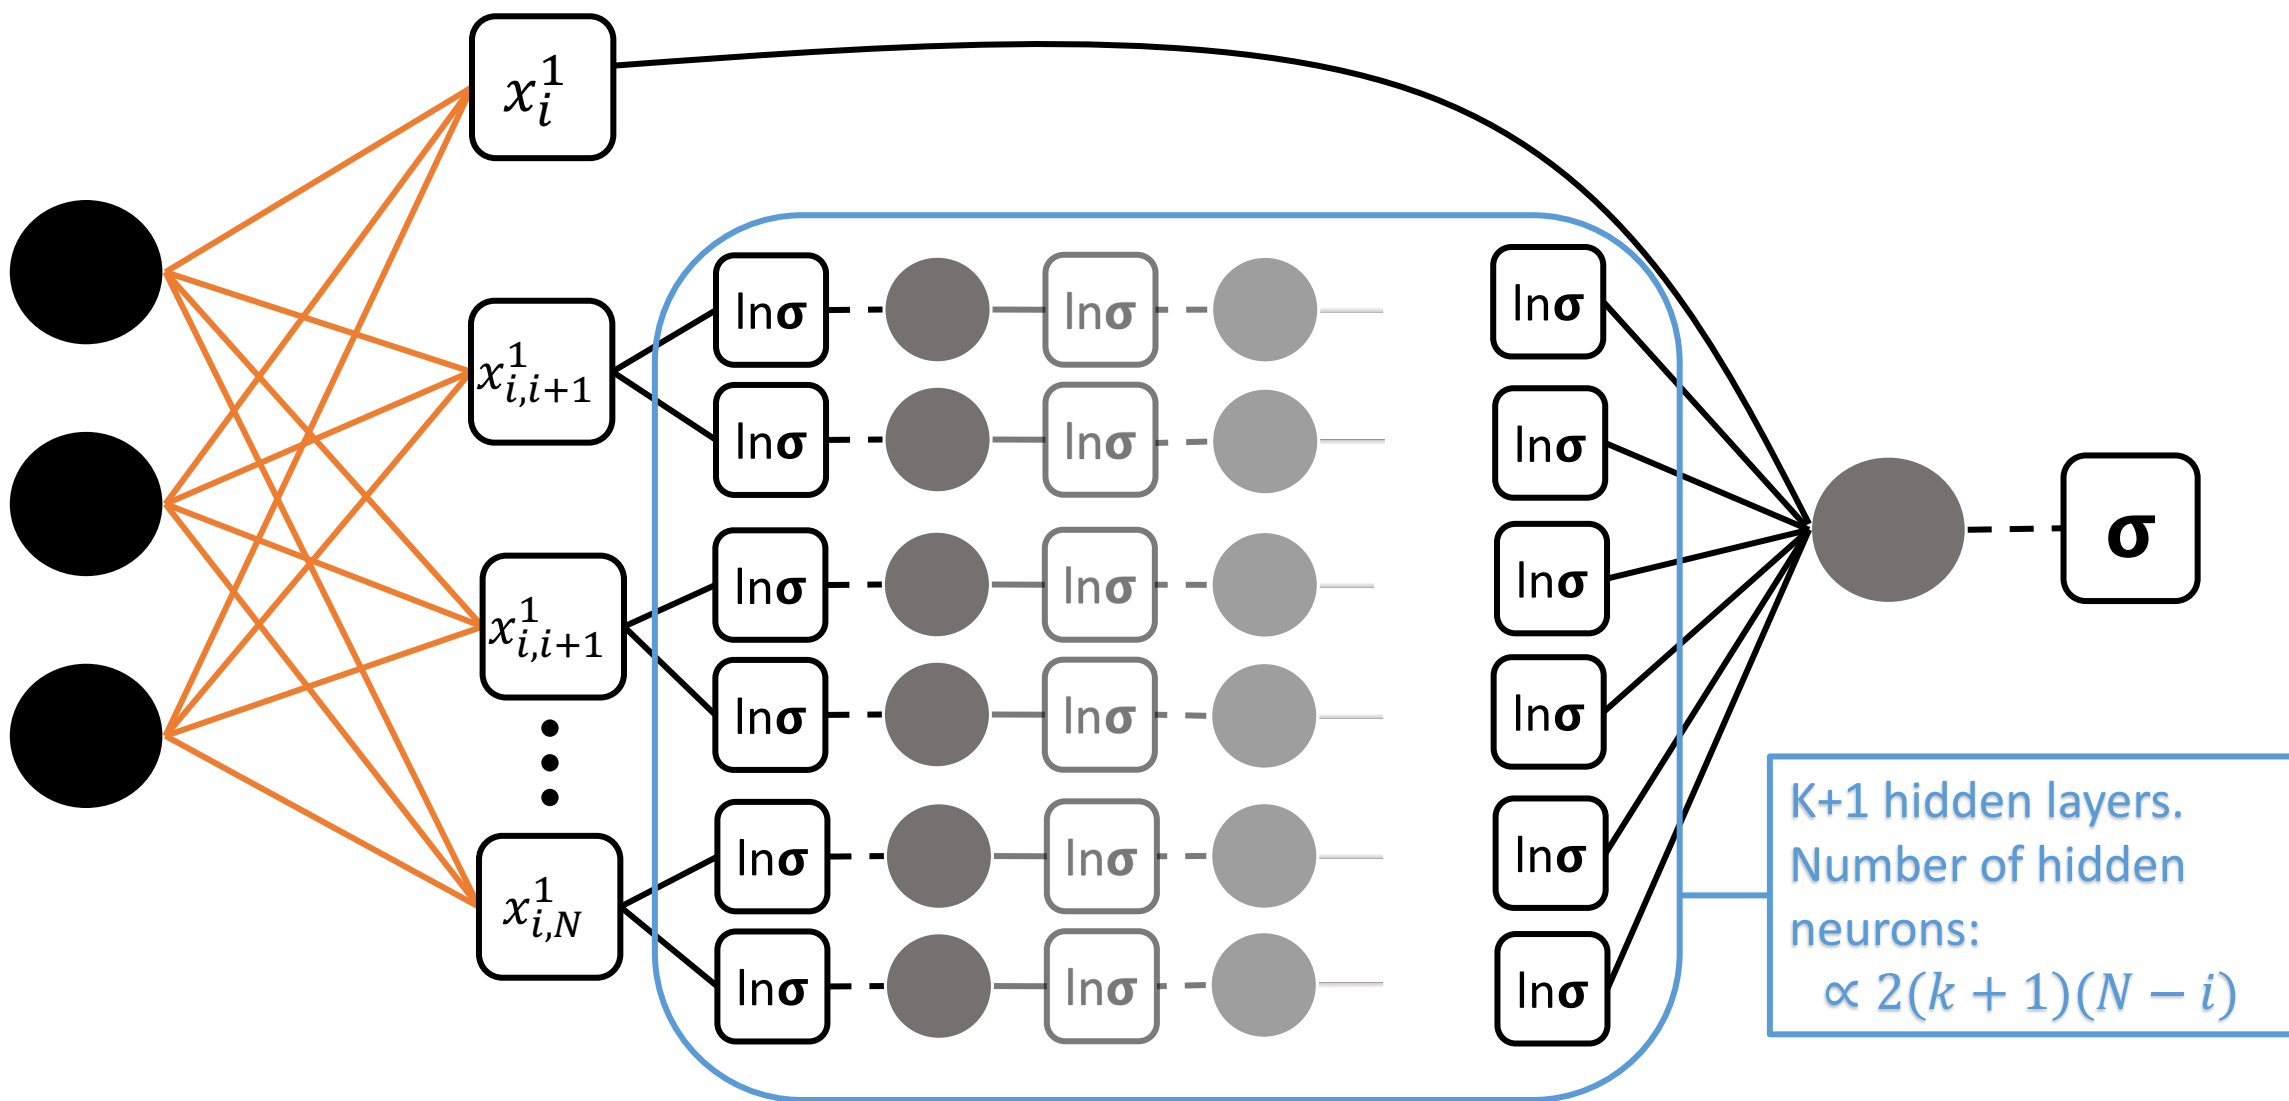 x_i^1
x_{i,i+1}^1
x_{i,i+1}^1
x_{i,N}^1
lnσ lnσ lnσ
lnσ lnσ lnσ
lnσ lnσ lnσ
lnσ lnσ lnσ
lnσ lnσ lnσ
lnσ lnσ lnσ
σ
K+1 hidden layers.
Number of hidden
neurons:
∝ 2(k + 1)(N − i)